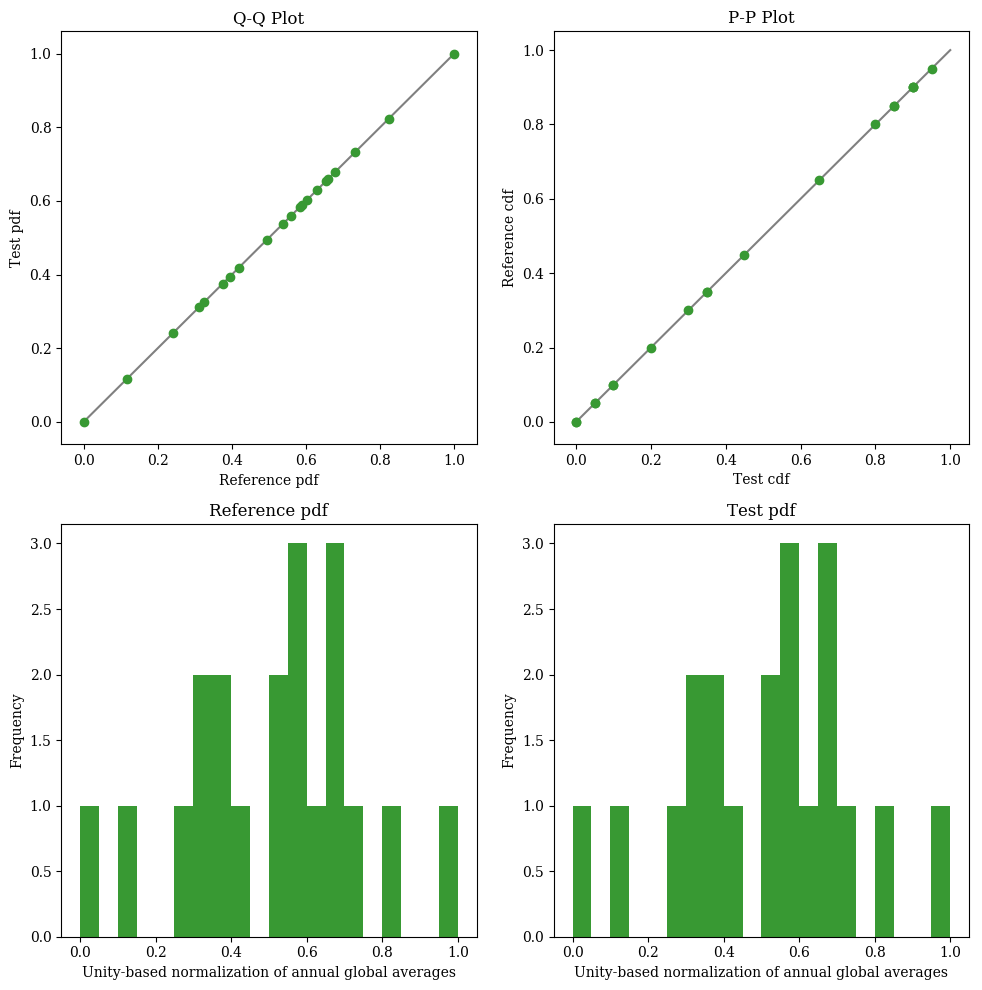 Q-Q Plot
1.0
0.8
0.6
0.4
0.2
0.0
Test pdf
0.0 0.2 0.4 0.6 0.8 1.0
Reference pdf
P-P Plot
1.0
0.8
0.6
0.4
0.2
0.0
Reference cdf
0.0 0.2 0.4 0.6 0.8 1.0
Test cdf
Reference pdf
3.0
2.5
2.0
1.5
1.0
0.5
0.0
Frequency
0.0 0.2 0.4 0.6 0.8 1.0
Unity-based normalization of annual global averages
Test pdf
3.0
2.5
2.0
1.5
1.0
0.5
0.0
Frequency
0.0 0.2 0.4 0.6 0.8 1.0
Unity-based normalization of annual global averages